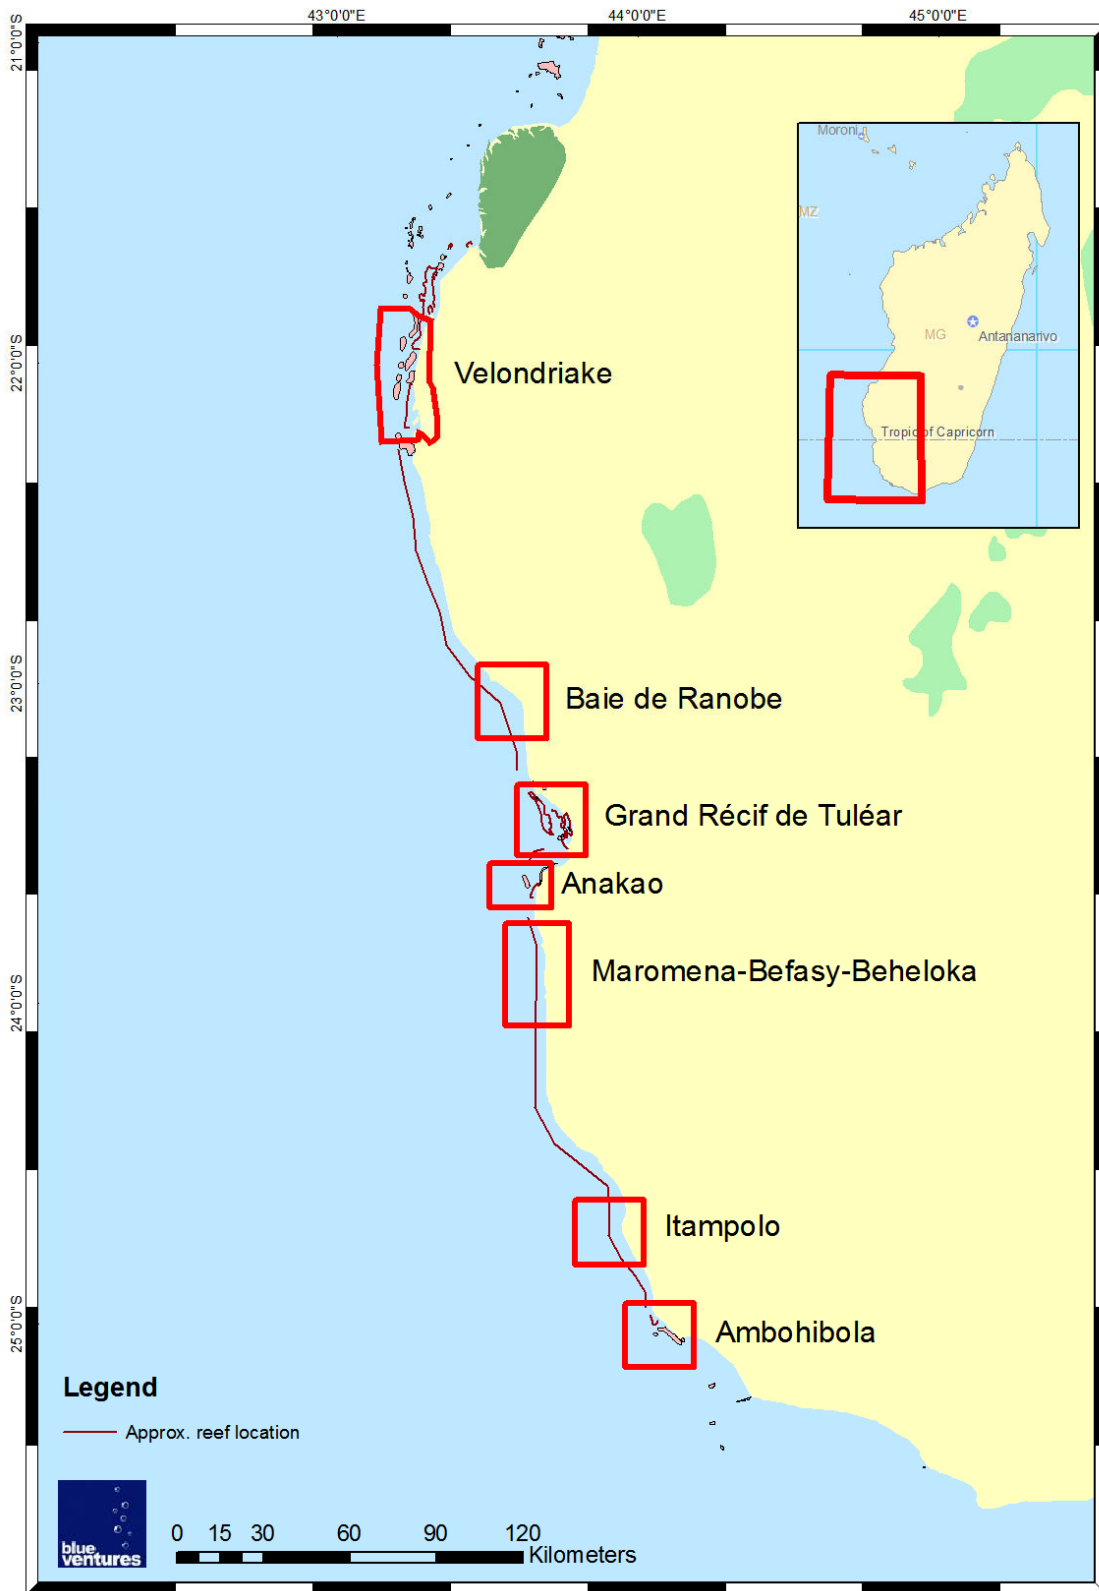 43°0'0"E 44°0'0"E 45°0'0"E
21°0'0"S
22°0'0"S
23°0'0"S
24°0'0"S
25°0'0"S
Moroni
MZ
MG
Antananarivo
Tropic of Capricorn
Velondriake
Baie de Ranobe
Grand Récif de Tuléar
Anakao
Maromena-Befasy-Beheloka
Itampolo
Ambohibola
Legend
Approx. reef location
blue
ventures
0 15 30 60 90 120
Kilometers